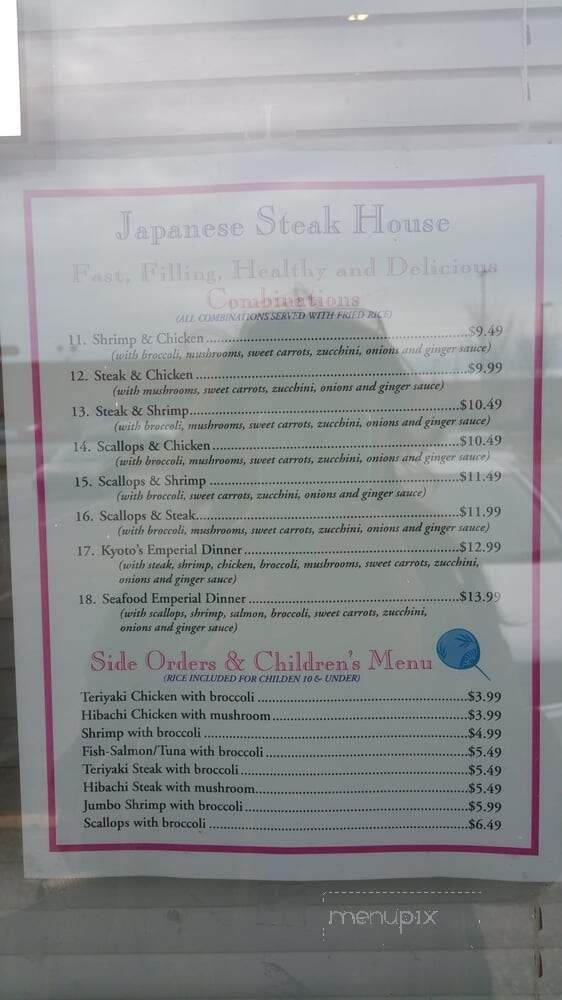 Japanese Steak House
Fast, Filling, Healthy and Delicious
Combinations
(ALL COMBINATIONS SERVED WITH FRIED RICE)
11. Shrimp & Chicken...$9.49
(with broccoli, mushrooms, sweet carrots, zucchini, onions and ginger sauce)
12. Steak & Chicken...$9.99
(with mushrooms, sweet carrots, zucchini, onions and ginger sauce)
13. Steak & Shrimp...$10.49
(with broccoli, mushrooms, sweet carrots, zucchini, onions and ginger sauce)
14. Scallops & Chicken...$10.49
(with broccoli, mushrooms, sweet carrots, zucchini, onions and ginger sauce)
15. Scallops & Shrimp...$11.49
(with broccoli, sweet carrots, zucchini, onions and ginger sauce)
16. Scallops & Steak...$11.99
(with broccoli, mushrooms, sweet carrots, zucchini, onions and ginger sauce)
17. Kyoto's Emperial Dinner...$12.99
(with steak, shrimp, chicken, broccoli, mushrooms, sweet carrots, zucchini,
onions and ginger sauce)
18. Seafood Emperial Dinner...$13.99
(with scallops, shrimp, salmon, broccoli, sweet carrots, zucchini,
onions and ginger sauce)
Side Orders & Children's Menu
(RICE INCLUDED FOR CHILDEN 10 & UNDER)
Teriyaki Chicken with broccoli...$3.99
Hibachi Chicken with mushroom...$3.99
Shrimp with broccoli...$4.99
Fish-Salmon/Tuna with broccoli...$5.49
Teriyaki Steak with broccoli...$5.49
Hibachi Steak with mushroom...$5.49
Jumbo Shrimp with broccoli...$5.99
Scallops with broccoli...$6.49
menupix